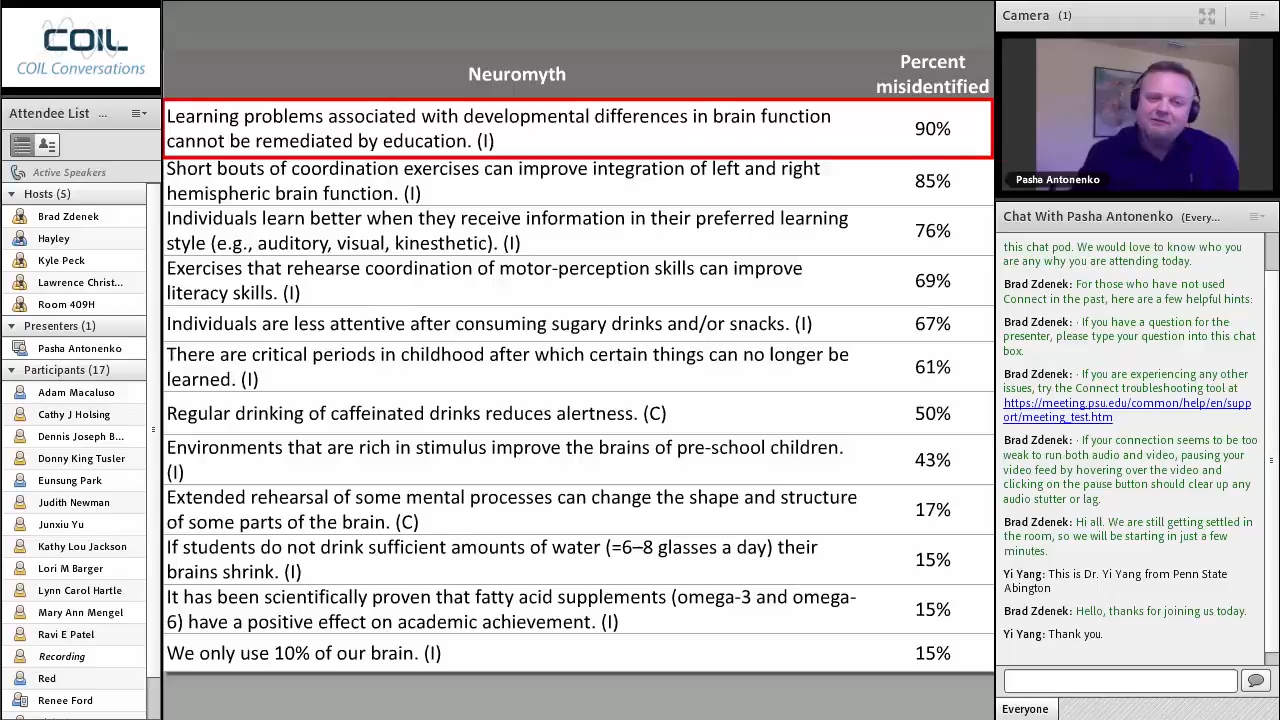 COIL
COIL Conversations
Attendee List ...
Active Speakers
Hosts (5)
Brad Zdenek
Hayley
Kyle Peck
Lawrence Christ...
Room 409H
Presenters (1)
Pasha Antonenko
Participants (17)
Adam Macaluso
Cathy J Holsing
Dennis Joseph B...
Donny King Tusler
Eunsung Park
Judith Newman
Junxiu Yu
Kathy Lou Jackson
Lori M Barger
Lynn Carol Hartle
Mary Ann Mengel
Ravi E Patel
Recording
Red
Renee Ford
Neuromyth
Percent
misidentified
Learning problems associated with developmental differences in brain function
cannot be remediated by education. (I)
90%
Short bouts of coordination exercises can improve integration of left and right
hemispheric brain function. (I)
85%
Individuals learn better when they receive information in their preferred learning
style (e.g., auditory, visual, kinesthetic). (I)
76%
Exercises that rehearse coordination of motor-perception skills can improve
literacy skills. (I)
69%
Individuals are less attentive after consuming sugary drinks and/or snacks. (I)
67%
There are critical periods in childhood after which certain things can no longer be
learned. (I)
61%
Regular drinking of caffeinated drinks reduces alertness. (C)
50%
Environments that are rich in stimulus improve the brains of pre-school children.
(I)
43%
Extended rehearsal of some mental processes can change the shape and structure
of some parts of the brain. (C)
17%
If students do not drink sufficient amounts of water (=6–8 glasses a day) their
brains shrink. (I)
15%
It has been scientifically proven that fatty acid supplements (omega-3 and omega-
6) have a positive effect on academic achievement. (I)
15%
We only use 10% of our brain. (I)
15%
Camera (1)
Pasha Antonenko
Chat With Pasha Antonenko (Every...
this chat pod. We would love to know who you
are any why you are attending today.
Brad Zdenek: For those who have not used
Connect in the past, here are a few helpful hints:
Brad Zdenek: · If you have a question for the
presenter, please type your question into this chat
box.
Brad Zdenek: · If you are experiencing any other
issues, try the Connect troubleshooting tool at
https://meeting.psu.edu/common/help/en/supp
ort/meeting_test.htm
Brad Zdenek: · If your connection seems to be too
weak to run both audio and video, pausing your
video feed by hovering over the video and
clicking on the pause button should clear up any
audio stutter or lag.
Brad Zdenek: Hi all. We are still getting settled in
the room, so we will be starting in just a few
minutes.
Yi Yang: This is Dr. Yi Yang from Penn State
Abington
Brad Zdenek: Hello, thanks for joining us today.
Yi Yang: Thank you.
Everyone